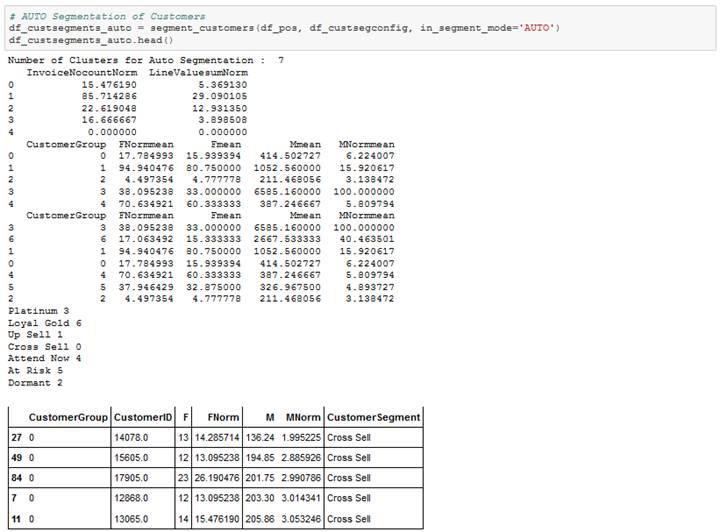 # AUTO Segmentation of Customers
df_custsegments_auto = segment_customers(df_pos, df_custsegconfig, in_segment_mode='AUTO')
df_custsegments_auto.head()
Number of Clusters for Auto Segmentation :  7
InvoiceNocountNorm  LineValuesumNorm
0 15.476190 5.369130
1 85.714286 29.090105
2 22.619048 12.931350
3 16.666667 3.898508
4 0.000000 0.000000
CustomerGroup FNormmean Fmean Mmean MNormmean
0 0 17.784993 15.939394 414.502727 6.224007
1 1 94.940476 80.750000 1052.560000 15.920617
2 2 4.497354 4.777778 211.468056 3.138472
3 3 38.095238 33.000000 6585.160000 100.000000
4 4 70.634921 60.333333 387.246667 5.809794
CustomerGroup FNormmean Fmean Mmean MNormmean
3 3 38.095238 33.000000 6585.160000 100.000000
6 6 17.063492 15.333333 2667.533333 40.463501
1 1 94.940476 80.750000 1052.560000 15.920617
0 0 17.784993 15.939394 414.502727 6.224007
4 4 70.634921 60.333333 387.246667 5.809794
5 5 37.946429 32.875000 326.967500 4.893727
2 2 4.497354 4.777778 211.468056 3.138472
Platinum 3
Loyal Gold 6
Up Sell 1
Cross Sell 0
Attend Now 4
At Risk 5
Dormant 2
CustomerGroup CustomerID F FNorm M MNorm CustomerSegment
27 0 14078.0 13 14.285714 136.24 1.995225 Cross Sell
49 0 15605.0 12 13.095238 194.85 2.885926 Cross Sell
84 0 17905.0 23 26.190476 201.75 2.990786 Cross Sell
7 0 12868.0 12 13.095238 203.30 3.014341 Cross Sell
11 0 13065.0 14 15.476190 205.86 3.053246 Cross Sell